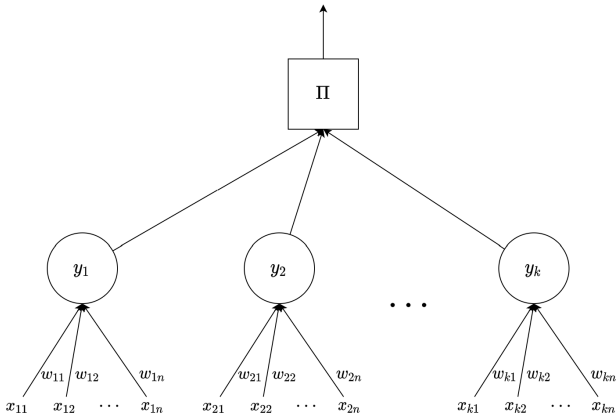 Π
y₁ y₂ yₖ
. . .
w₁₁ w₁₂ w₁ₙ w₂₁ w₂₂ w₂ₙ wₖ₁ wₖ₂ wₖₙ
x₁₁ x₁₂ ··· x₁ₙ x₂₁ x₂₂ ··· x₂ₙ xₖ₁ xₖ₂ ··· xₖₙ